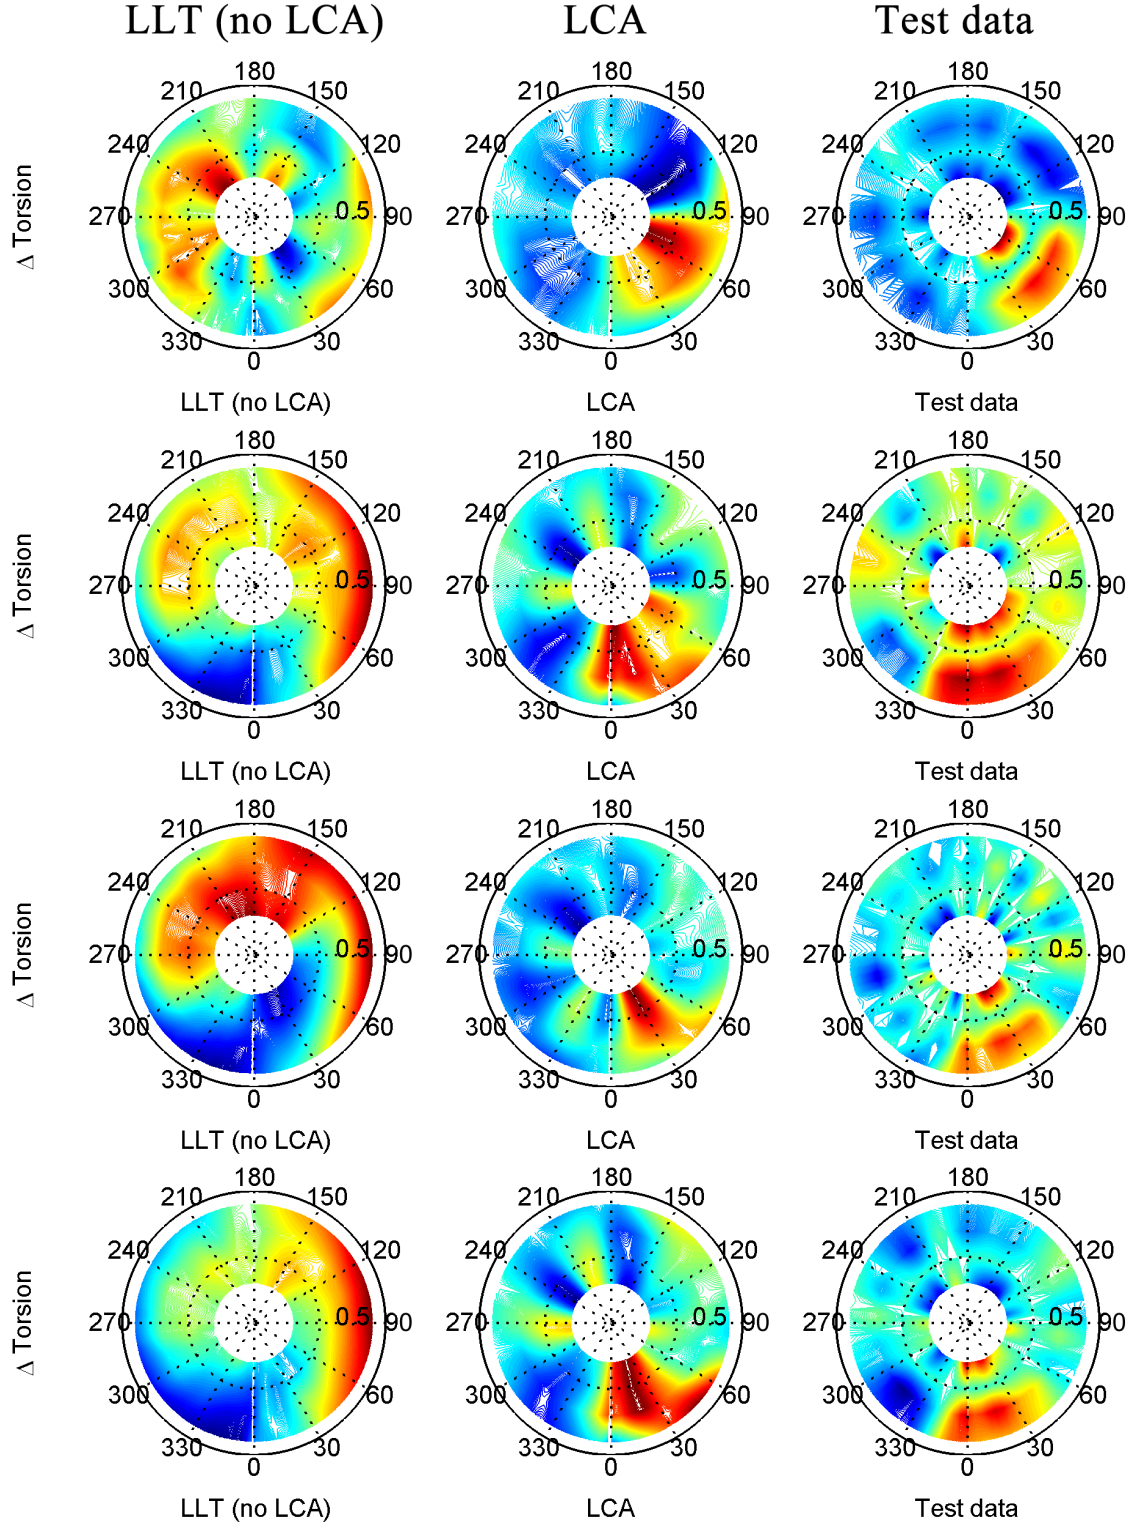 LLT (no LCA) LCA Test data
180 180 180
210 150 210 150 210 150
240 120 240 120 240 120
Δ Torsion 270 0.5 90 270 0.5 90 270 0.5 90
300 60 300 60 300 60
330 30 330 30 330 30
0 0 0
LLT (no LCA) LCA Test data
180 180 180
210 150 210 150 210 150
240 120 240 120 240 120
Δ Torsion 270 0.5 90 270 0.5 90 270 0.5 90
300 60 300 60 300 60
330 30 330 30 330 30
0 0 0
LLT (no LCA) LCA Test data
180 180 180
210 150 210 150 210 150
240 120 240 120 240 120
Δ Torsion 270 0.5 90 270 0.5 90 270 0.5 90
300 60 300 60 300 60
330 30 330 30 330 30
0 0 0
LLT (no LCA) LCA Test data
180 180 180
210 150 210 150 210 150
240 120 240 120 240 120
Δ Torsion 270 0.5 90 270 0.5 90 270 0.5 90
300 60 300 60 300 60
330 30 330 30 330 30
0 0 0
LLT (no LCA) LCA Test data